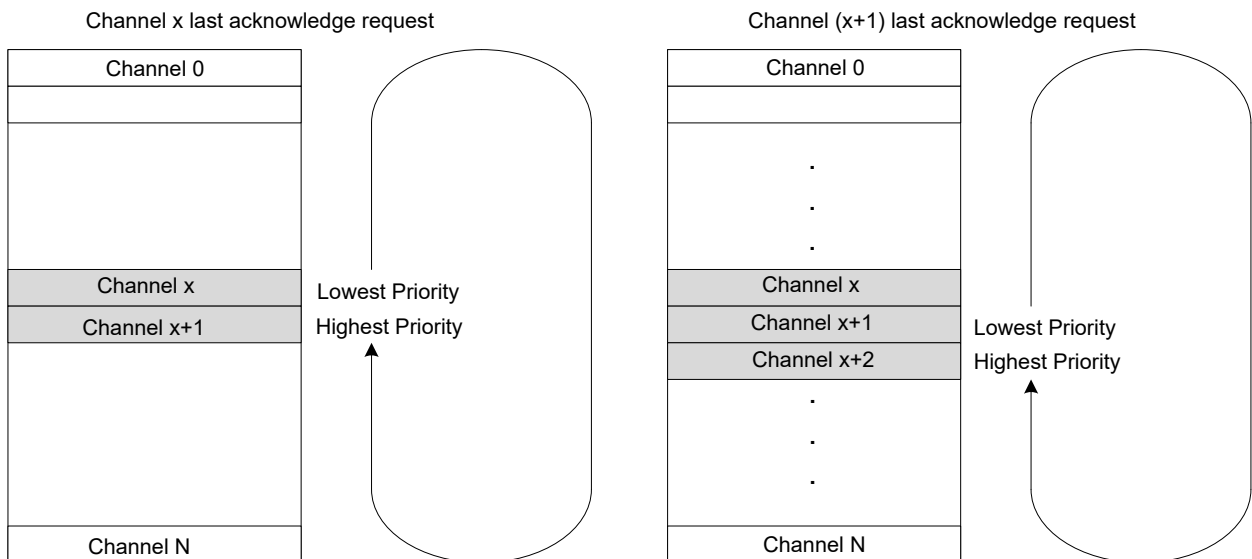 Channel x last acknowledge request
Channel 0
Channel x
Lowest Priority
Channel x+1
Highest Priority
Channel N
Channel (x+1) last acknowledge request
Channel 0
.
.
.
Channel x
Channel x+1
Lowest Priority
Channel x+2
Highest Priority
.
.
.
Channel N